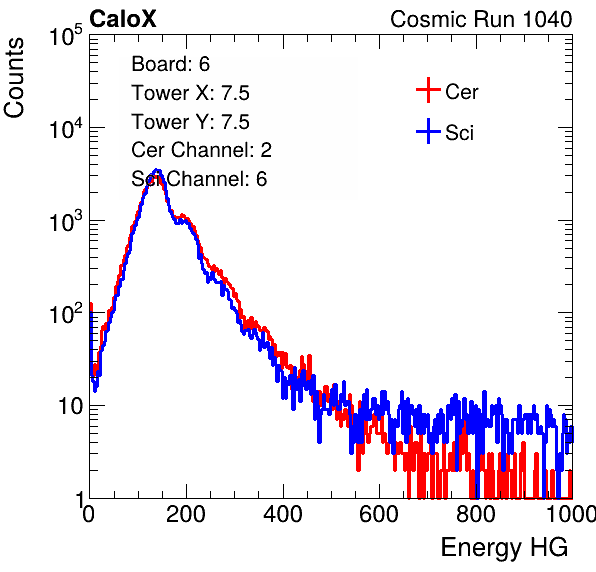 CaloX
Cosmic Run 1040
Counts
Board: 6
Tower X: 7.5
Tower Y: 7.5
Cer Channel: 2
Sci Channel: 6
Cer
Sci
10^5
10^4
10^3
10^2
10
1
0
200
400
600
800
1000
Energy HG